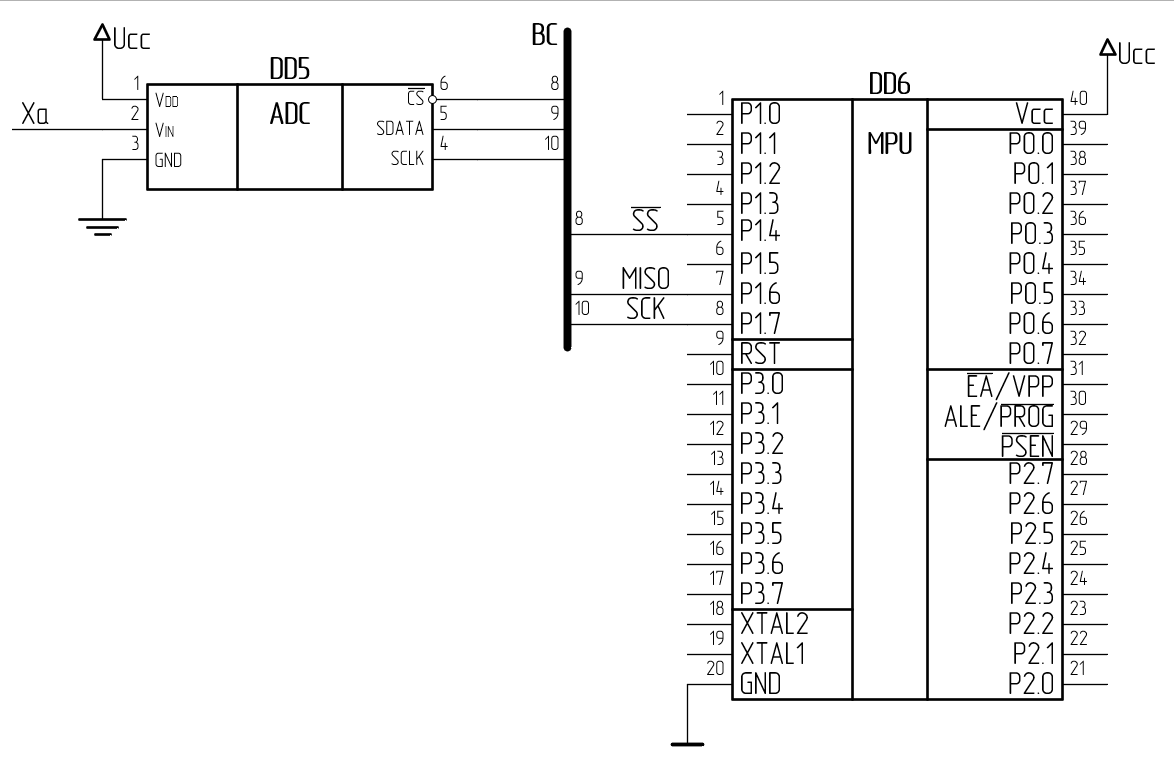 Ucc
DD5
ADC
Xa
1 VDD
2 VIN
3 GND
C̅S̅ 6
SDATA 5
SCLK 4
BC
8
9
10
8 S̅S̅
9 MISO
10 S̅C̅K̅
Ucc
DD6
MPU
1 P1.0
2 P1.1
3 P1.2
4 P1.3
5 P1.4
6 P1.5
7 P1.6
8 P1.7
9 RST
10 P3.0
11 P3.1
12 P3.2
13 P3.3
14 P3.4
15 P3.5
16 P3.6
17 P3.7
18 XTAL2
19 XTAL1
20 GND
Vcc 40
P0.0 39
P0.1 38
P0.2 37
P0.3 36
P0.4 35
P0.5 34
P0.6 33
P0.7 32
E̅A̅/VPP 31
ALE/P̅R̅O̅G̅ 30
P̅S̅E̅N̅ 29
P2.7 28
P2.6 27
P2.5 26
P2.4 25
P2.3 24
P2.2 23
P2.1 22
P2.0 21